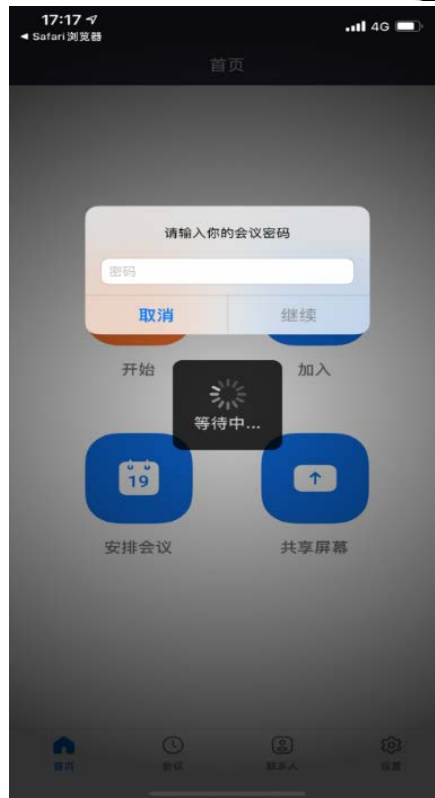 17:17
4G
◀ Safari浏览器
首页
请输入你的会议密码
密码
取消
继续
开始
加入
等待中...
19
安排会议
共享屏幕
首页
会议
联系人
设置